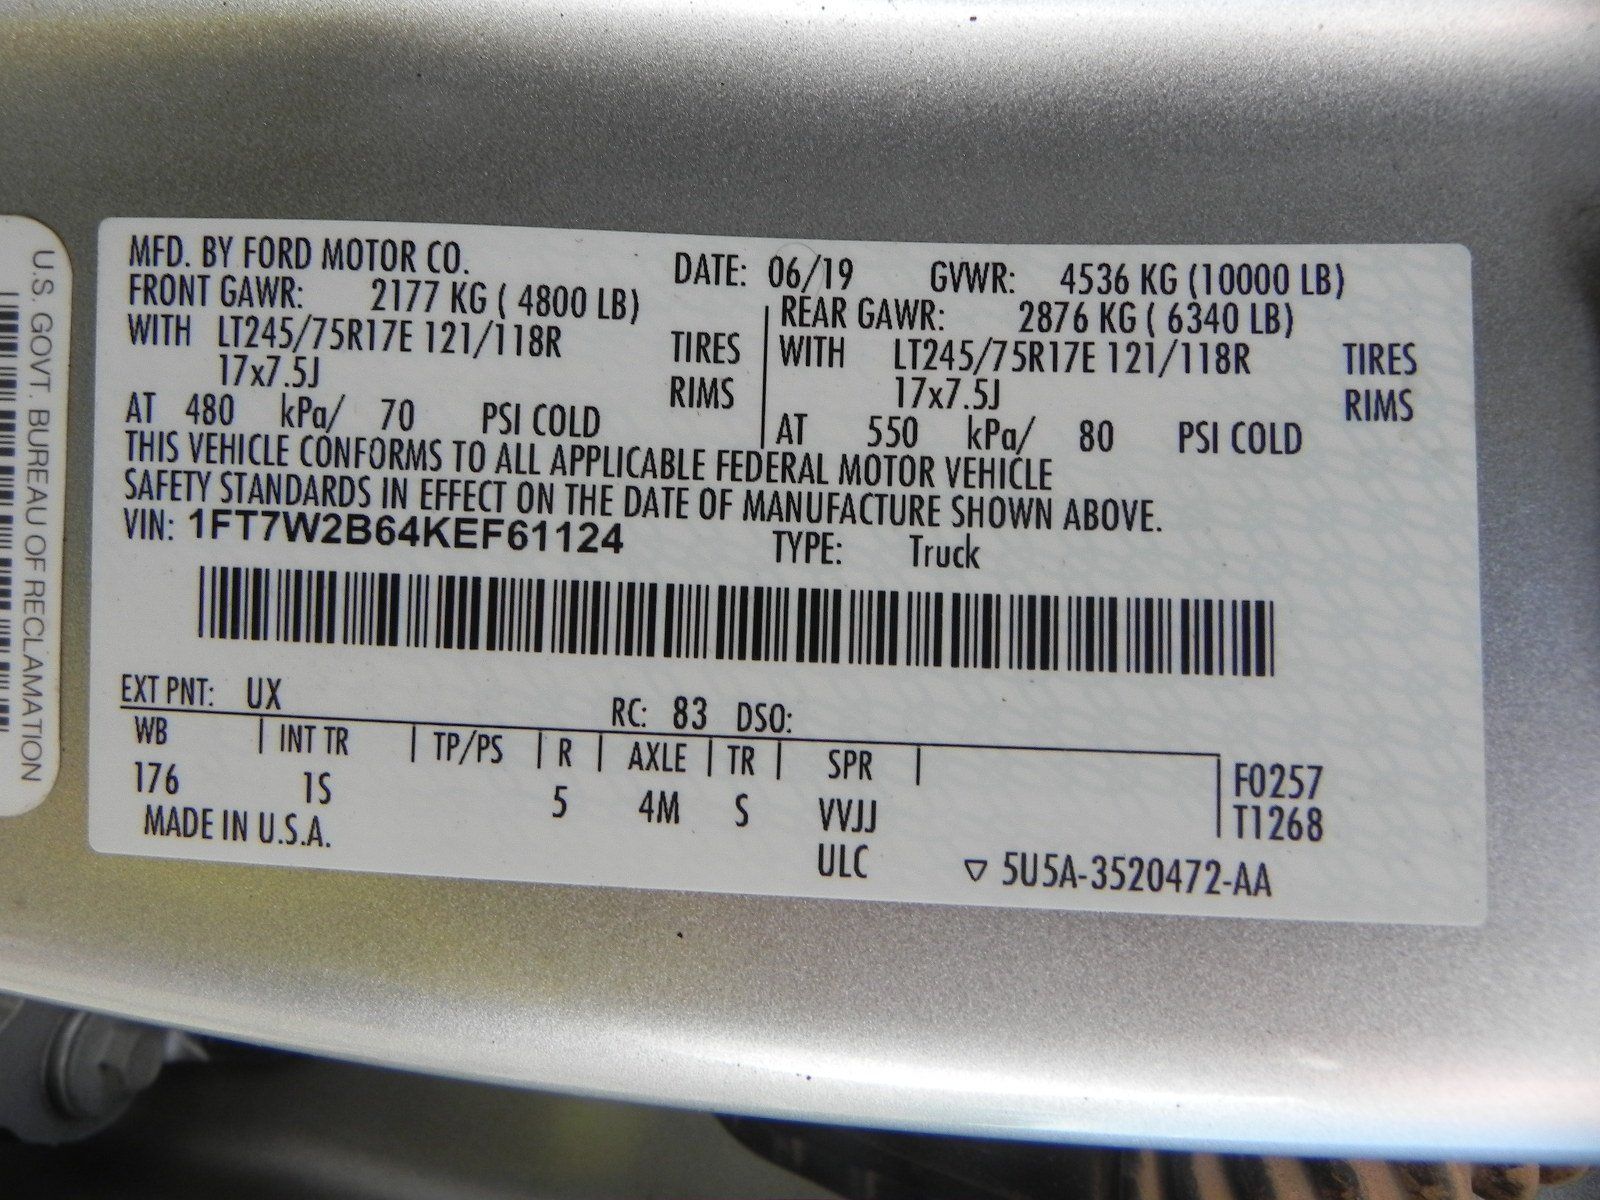 U.S. GOVT. BUREAU OF RECLAMATION
MFD. BY FORD MOTOR CO. DATE: 06/19 GVWR: 4536 KG (10000 LB)
FRONT GAWR: 2177 KG ( 4800 LB) REAR GAWR: 2876 KG ( 6340 LB)
WITH LT245/75R17E 121/118R TIRES WITH LT245/75R17E 121/118R TIRES
17x7.5J RIMS 17x7.5J RIMS
AT 480 kPa/ 70 PSI COLD AT 550 kPa/ 80 PSI COLD
THIS VEHICLE CONFORMS TO ALL APPLICABLE FEDERAL MOTOR VEHICLE
SAFETY STANDARDS IN EFFECT ON THE DATE OF MANUFACTURE SHOWN ABOVE.
VIN: 1FT7W2B64KEF61124 TYPE: Truck
EXT PNT: UX RC: 83 DSO:
WB | INT TR | TP/PS | R | AXLE | TR | SPR | F0257
176 1S 5 4M S VVJJ T1268
MADE IN U.S.A. ULC ▽ 5U5A-3520472-AA